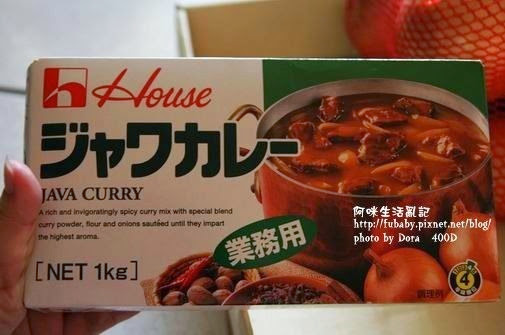 House
ジャワカレー
JAVA CURRY
A rich and invigoratingly spicy curry mix with special blend
curry powder, flour and onions sautéed until they impart
the highest aroma.
業務用
[NET 1kg]
調理例
4
阿咪生活亂記
http://fubaby.pixnet.net/blog/
photo by Dora 400D